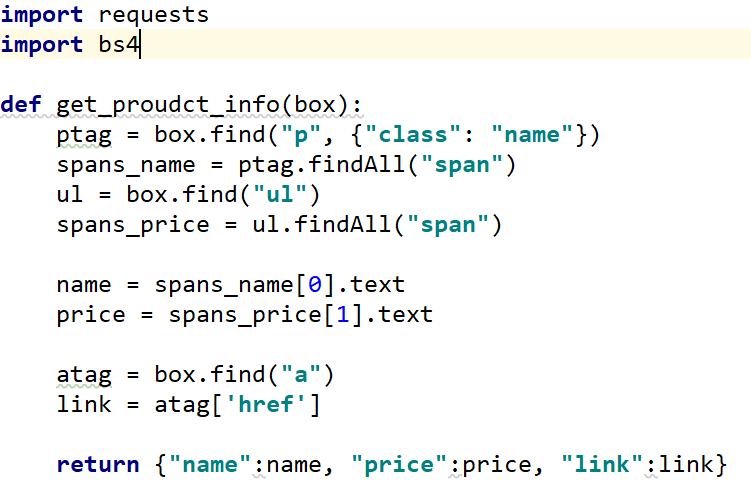 import requests
import bs4
def get_proudct_info(box):
    ptag = box.find("p", {"class": "name"})
    spans_name = ptag.findAll("span")
    ul = box.find("ul")
    spans_price = ul.findAll("span")
    name = spans_name[0].text
    price = spans_price[1].text
    atag = box.find("a")
    link = atag['href']
    return {"name":name, "price":price, "link":link}